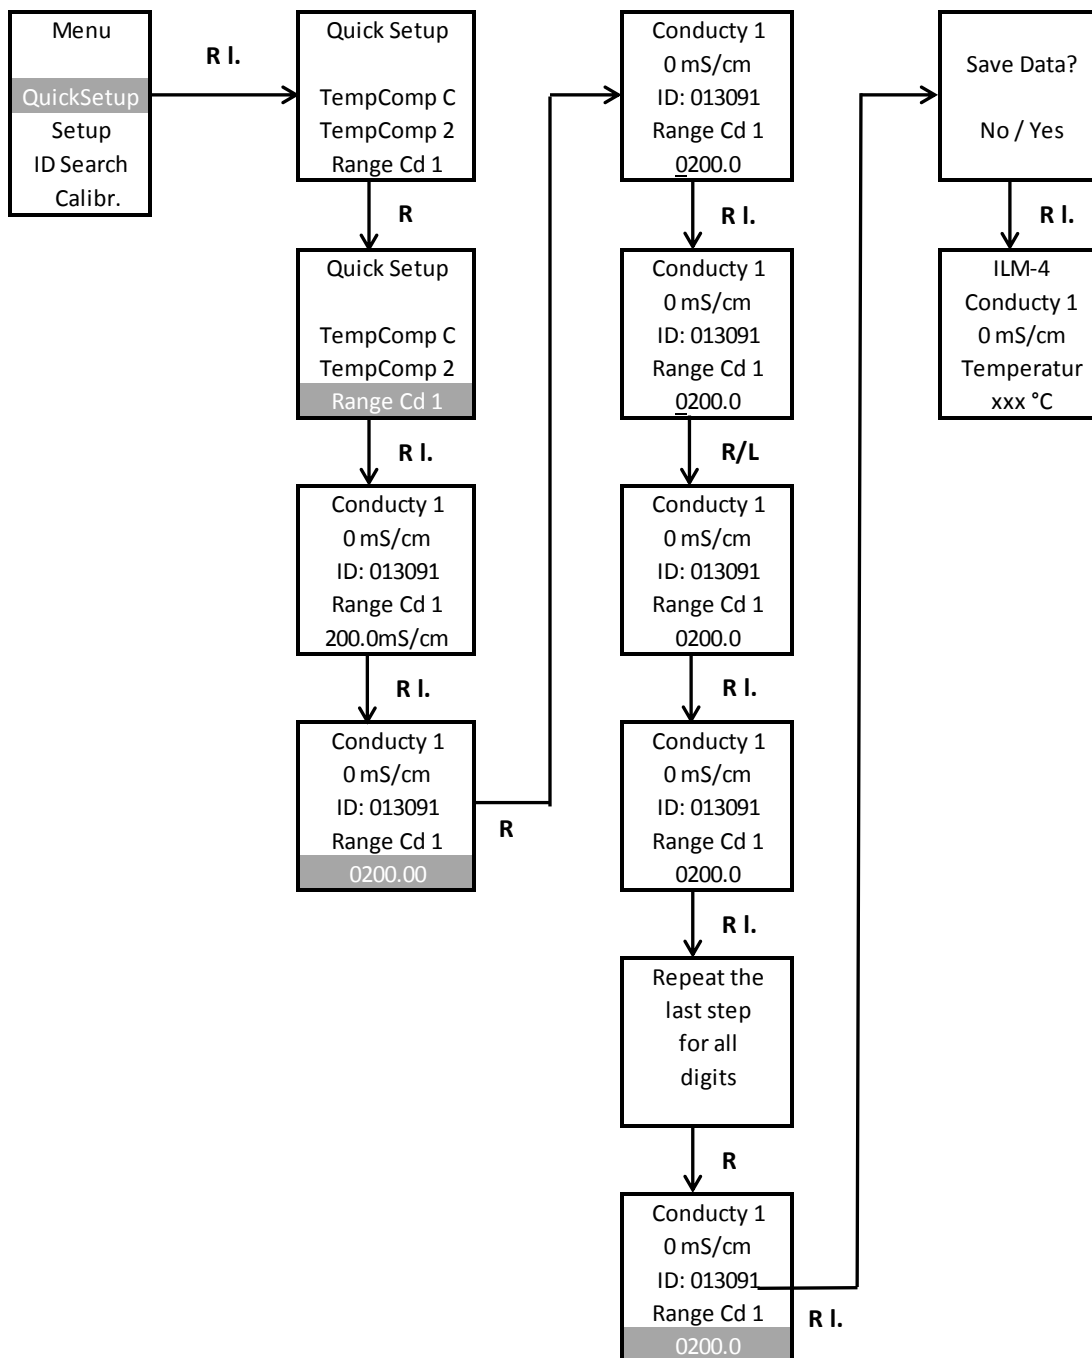 Menu
QuickSetup
Setup
ID Search
Calibr.
R l.
Quick Setup
TempComp C
TempComp 2
Range Cd 1
R
Quick Setup
TempComp C
TempComp 2
Range Cd 1
R l.
Conducty 1
0 mS/cm
ID: 013091
Range Cd 1
200.0mS/cm
R l.
Conducty 1
0 mS/cm
ID: 013091
Range Cd 1
0200.00
R
Conducty 1
0 mS/cm
ID: 013091
Range Cd 1
0200.0
R l.
Conducty 1
0 mS/cm
ID: 013091
Range Cd 1
0200.0
R/L
Conducty 1
0 mS/cm
ID: 013091
Range Cd 1
0200.0
R l.
Conducty 1
0 mS/cm
ID: 013091
Range Cd 1
0200.0
R l.
Repeat the
last step
for all
digits
R
Conducty 1
0 mS/cm
ID: 013091
Range Cd 1
0200.0
R l.
Save Data?
No / Yes
R l.
ILM-4
Conducty 1
0 mS/cm
Temperatur
xxx °C